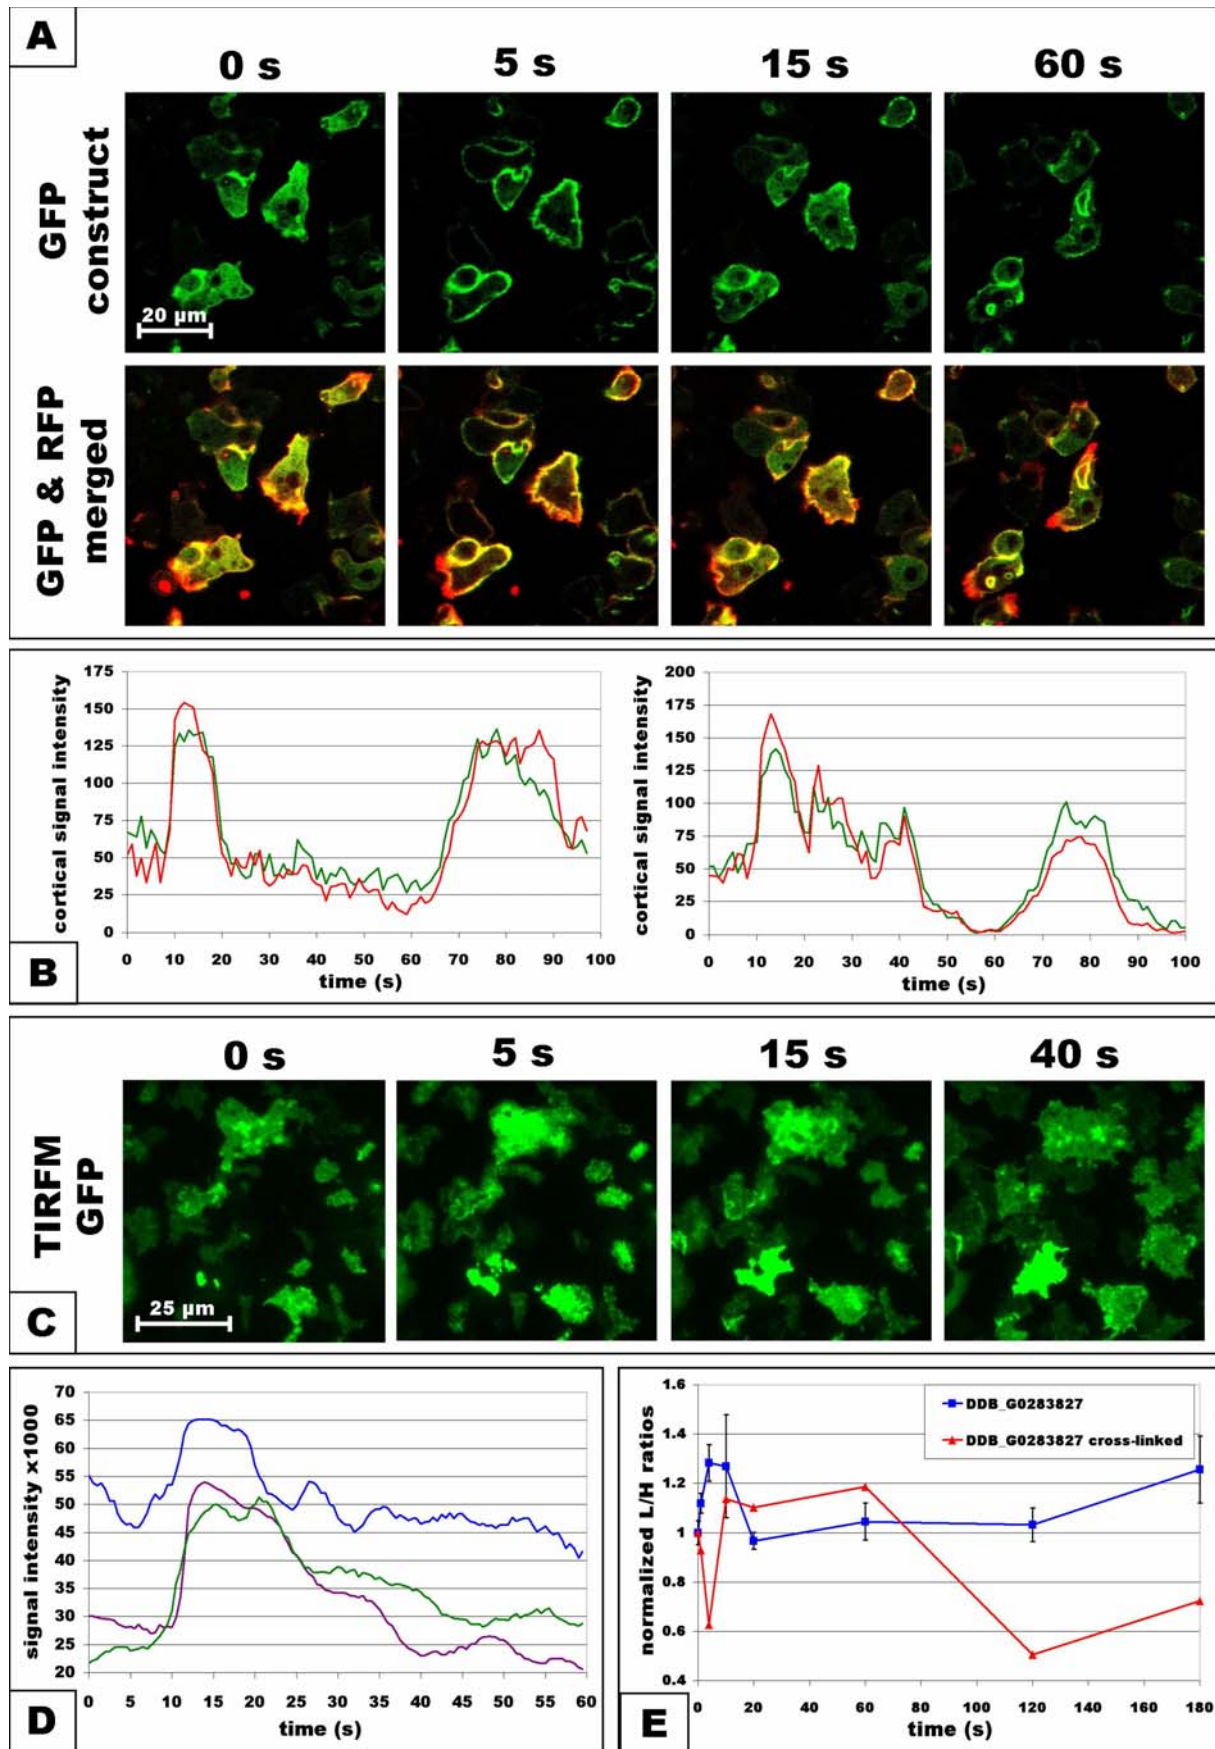 A
0 s 5 s 15 s 60 s
GFP
construct
20 µm
GFP & RFP
merged
175
150
125
100
75
50
25
0
cortical signal intensity
0 10 20 30 40 50 60 70 80 90 100
time (s)
200
175
150
125
100
75
50
25
0
cortical signal intensity
0 10 20 30 40 50 60 70 80 90 100
time (s)
B
0 s 5 s 15 s 40 s
TIRFM
GFP
25 µm
C
70
65
60
55
50
45
40
35
30
25
20
signal intensity x1000
0 5 10 15 20 25 30 35 40 45 50 55 60
time (s)
D
1.6
1.4
1.2
1
0.8
0.6
0.4
normalized L/H ratios
DDB_G0283827
DDB_G0283827 cross-linked
0 20 40 60 80 100 120 140 160 180
time (s)
E